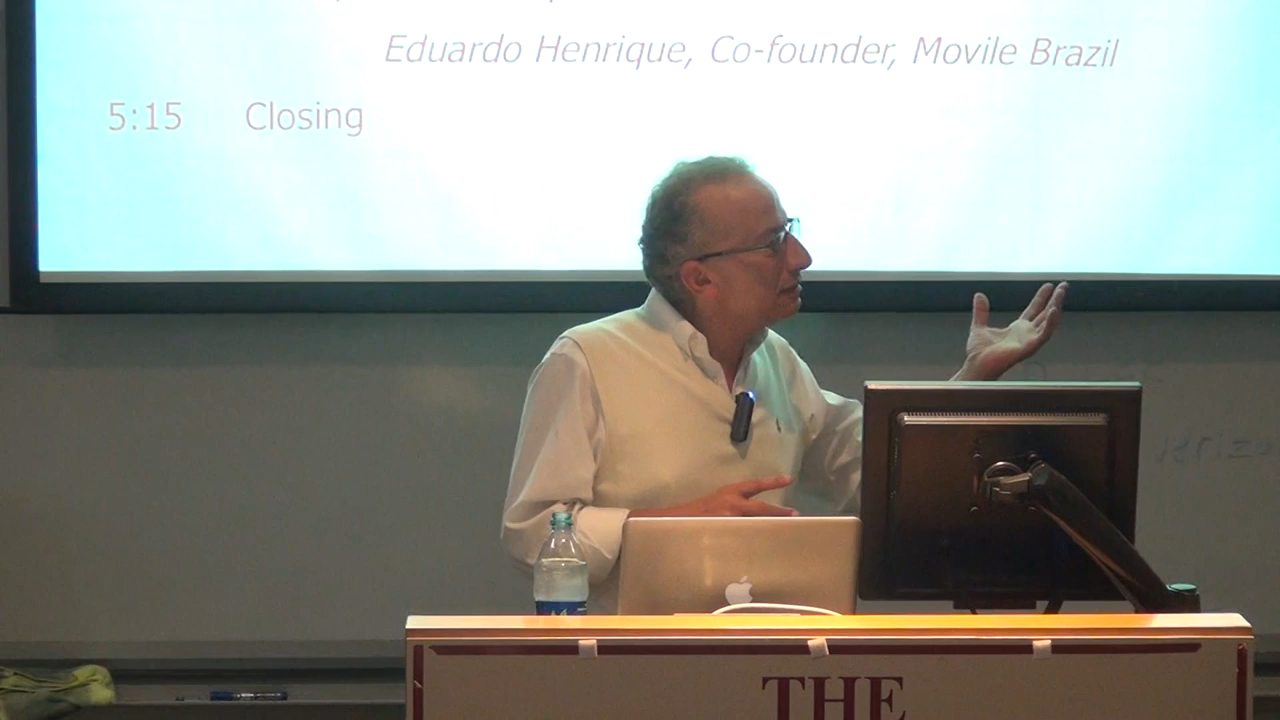 Eduardo Henrique, Co-founder, Movile Brazil
5:15 Closing
THE